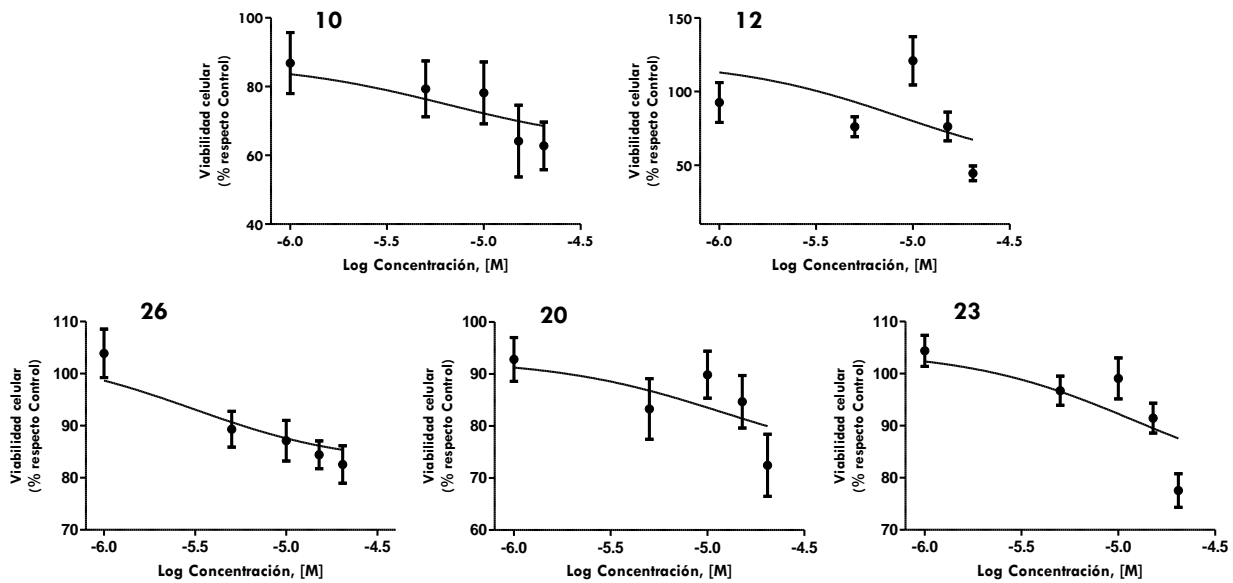 10
Viabilidad celular
(% respecto Control)
100
80
60
40
-6.0 -5.5 -5.0 -4.5
Log Concentración, [M]
12
Viabilidad celular
(% respecto Control)
150
100
50
-6.0 -5.5 -5.0 -4.5
Log Concentración, [M]
26
Viabilidad celular
(% respecto Control)
110
100
90
80
70
-6.0 -5.5 -5.0 -4.5
Log Concentración, [M]
20
Viabilidad celular
(% respecto Control)
100
90
80
70
60
-6.0 -5.5 -5.0 -4.5
Log Concentración, [M]
23
Viabilidad celular
(% respecto Control)
110
100
90
80
70
-6.0 -5.5 -5.0 -4.5
Log Concentración, [M]